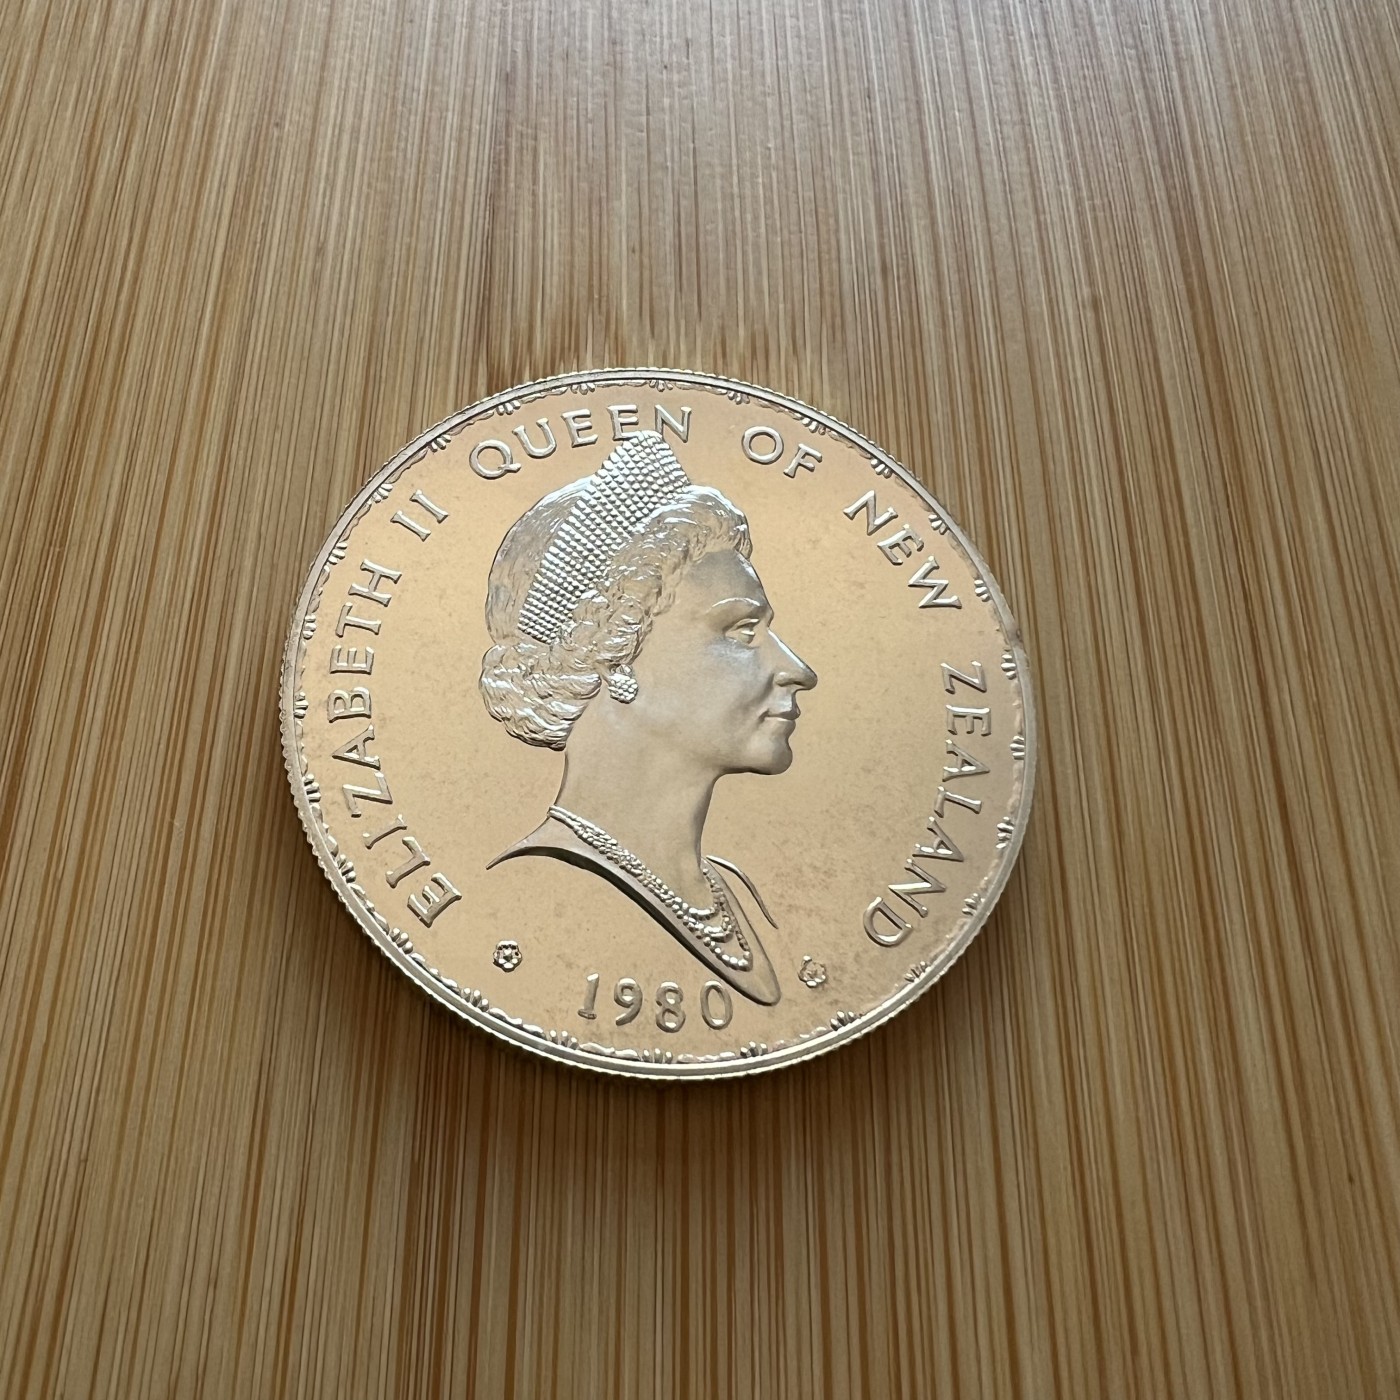 ELIZABETH II QUEEN OF NEW ZEALAND
1980